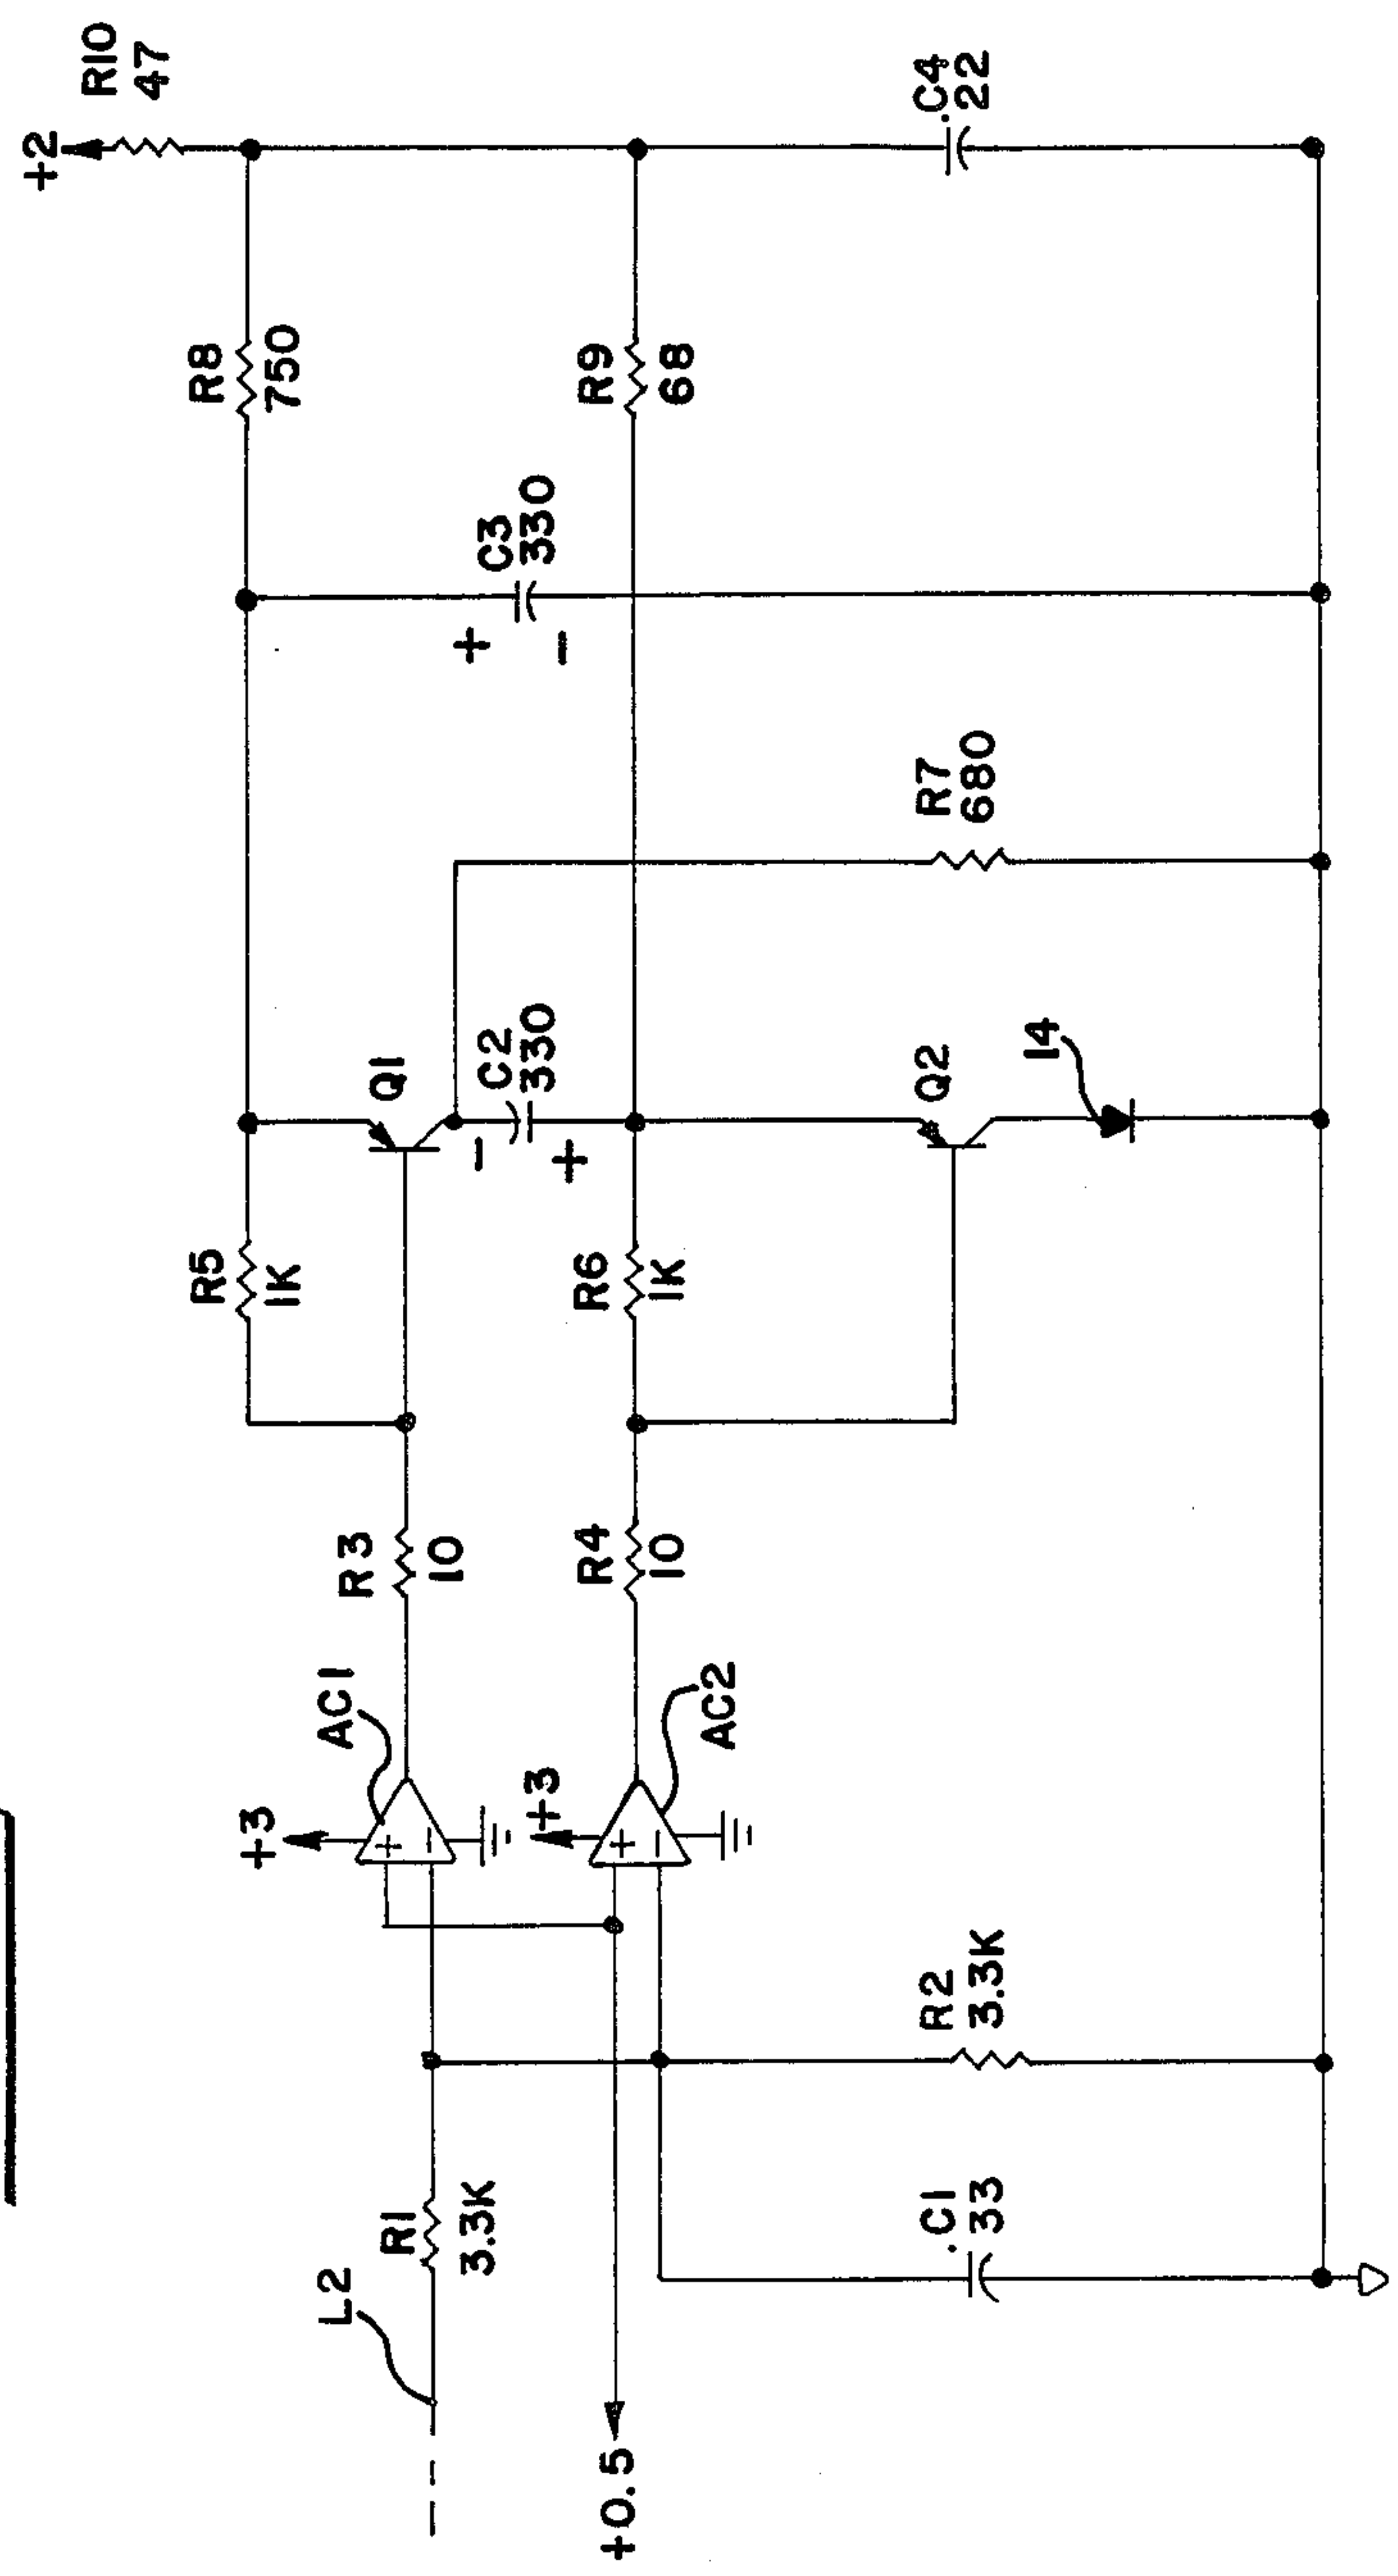 +2
R10
47
R8
750
R9
68
.C4
22
C3
330
+
-
R7
680
Q1
C2
330
-
+
Q2
14
R5
1K
R6
1K
R3
10
R4
10
AC1
+3
+
-
AC2
+3
+
-
R2
3.3K
R1
3.3K
L2
.C1
33
+0.5